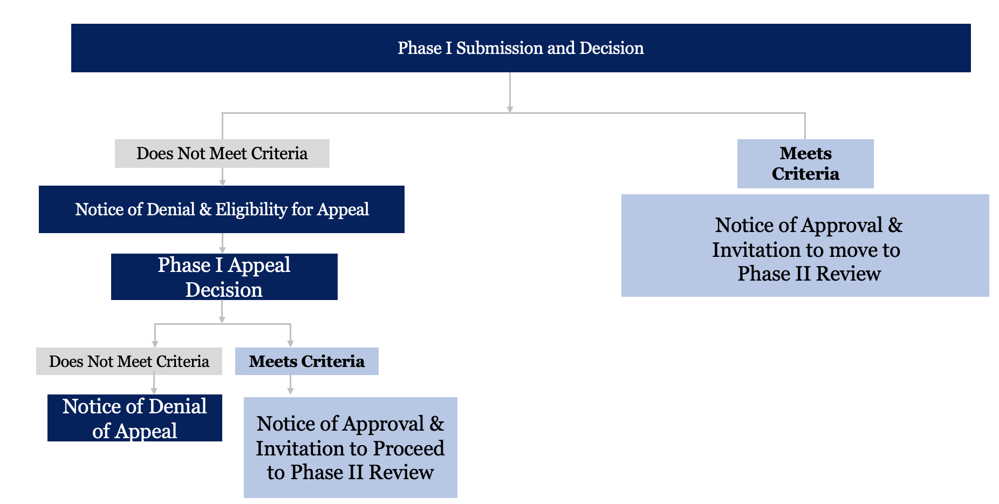 Phase I Submission and Decision
Does Not Meet Criteria
Meets
Criteria
Notice of Denial & Eligibility for Appeal
Notice of Approval &
Invitation to move to
Phase II Review
Phase I Appeal
Decision
Does Not Meet Criteria
Meets Criteria
Notice of Denial
of Appeal
Notice of Approval &
Invitation to Proceed
to Phase II Review